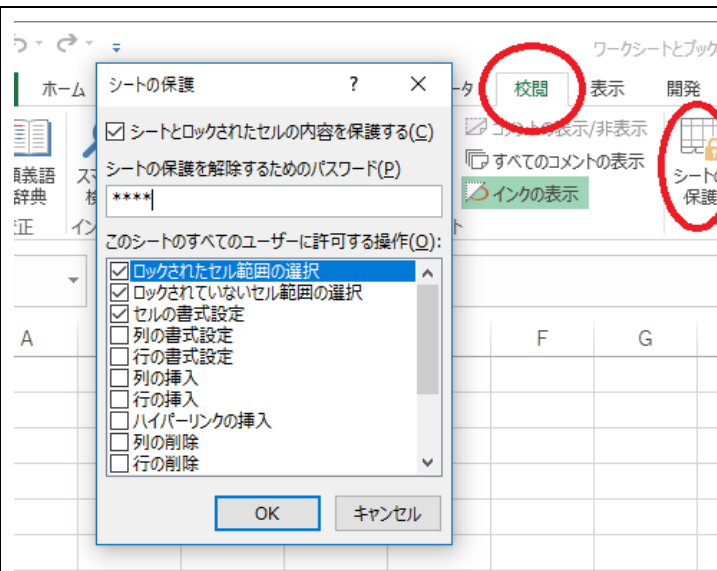 ワークシートとブック
ホーム
校閲
表示
開発
シートの保護
? ×
シートとロックされたセルの内容を保護する(C)
シートの保護を解除するためのパスワード(P)
****
このシートのすべてのユーザーに許可する操作(O):
ロックされたセル範囲の選択
ロックされていないセル範囲の選択
セルの書式設定
列の書式設定
行の書式設定
列の挿入
行の挿入
ハイパーリンクの挿入
列の削除
行の削除
OK
キャンセル
コメントの表示/非表示
すべてのコメントの表示
インクの表示
シートの
保護
義語
辞典
A
F
G